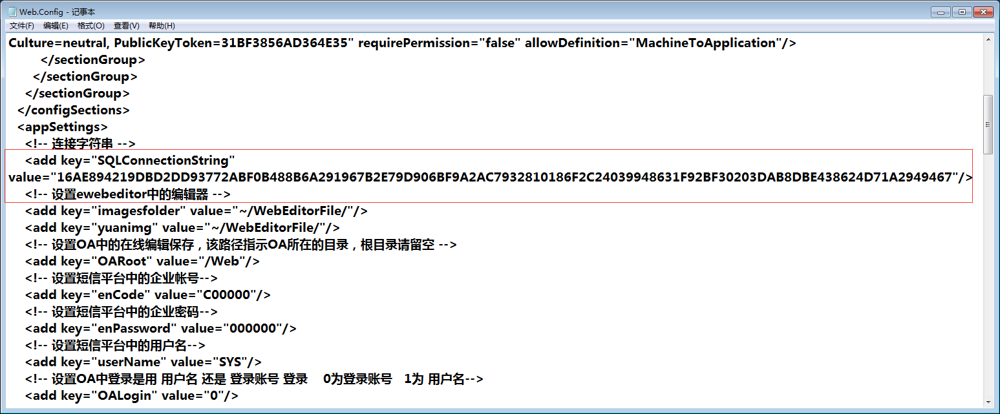 Web.Config - 记事本
文件(F) 编辑(E) 格式(O) 查看(V) 帮助(H)
Culture=neutral, PublicKeyToken=31BF3856AD364E35" requirePermission="false" allowDefinition="MachineToApplication"/>
</sectionGroup>
</sectionGroup>
</sectionGroup>
</configSections>
<appSettings>
<!-- 连接字符串 -->
<add key="SQLConnectionString"
value="16AE894219DBD2DD93772ABF0B488B6A291967B2E79D906BF9A2AC7932810186F2C24039948631F92BF30203DAB8DBE438624D71A2949467"/>
<!-- 设置ewebeditor中的编辑器 -->
<add key="imagesfolder" value="~/WebEditorFile/"/>
<add key="yuanimg" value="~/WebEditorFile/"/>
<!-- 设置OA中的在线编辑保存，该路径指示OA所在的目录，根目录请留空 -->
<add key="OARoot" value="/Web"/>
<!-- 设置短信平台中的企业帐号-->
<add key="enCode" value="C00000"/>
<!-- 设置短信平台中的企业密码-->
<add key="enPassword" value="000000"/>
<!-- 设置短信平台中的用户名-->
<add key="userName" value="SYS"/>
<!-- 设置OA中登录是用 用户名 还是 登录账号 登录 0为登录账号 1为 用户名-->
<add key="OALogin" value="0"/>